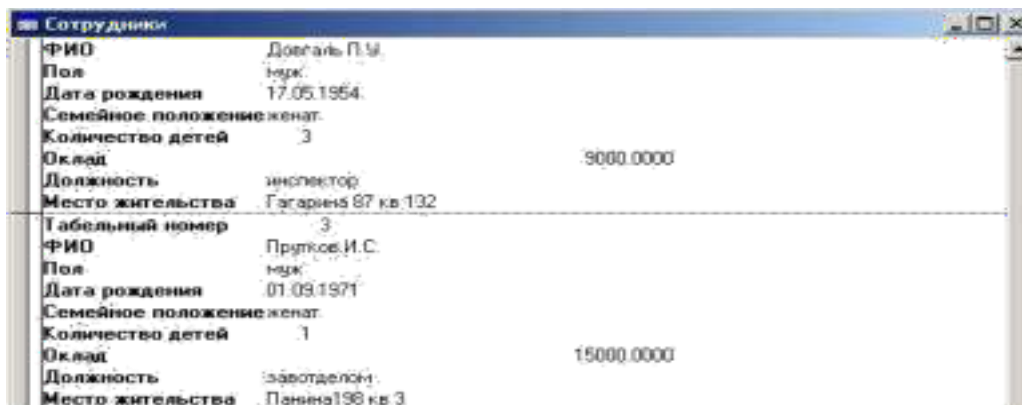 Сотрудники
ФИО Довгаль П.У.
Пол муж.
Дата рождения 17.05.1954
Семейное положение женат.
Количество детей 3
Оклад 9000.0000
Должность инспектор
Место жительства Гагарина 87 кв 132
Табельный номер 3
ФИО Прутков И.С.
Пол муж
Дата рождения 01.09.1971
Семейное положение женат.
Количество детей 1
Оклад 15000.0000
Должность завотделом
Место жительства Панина198 кв 3